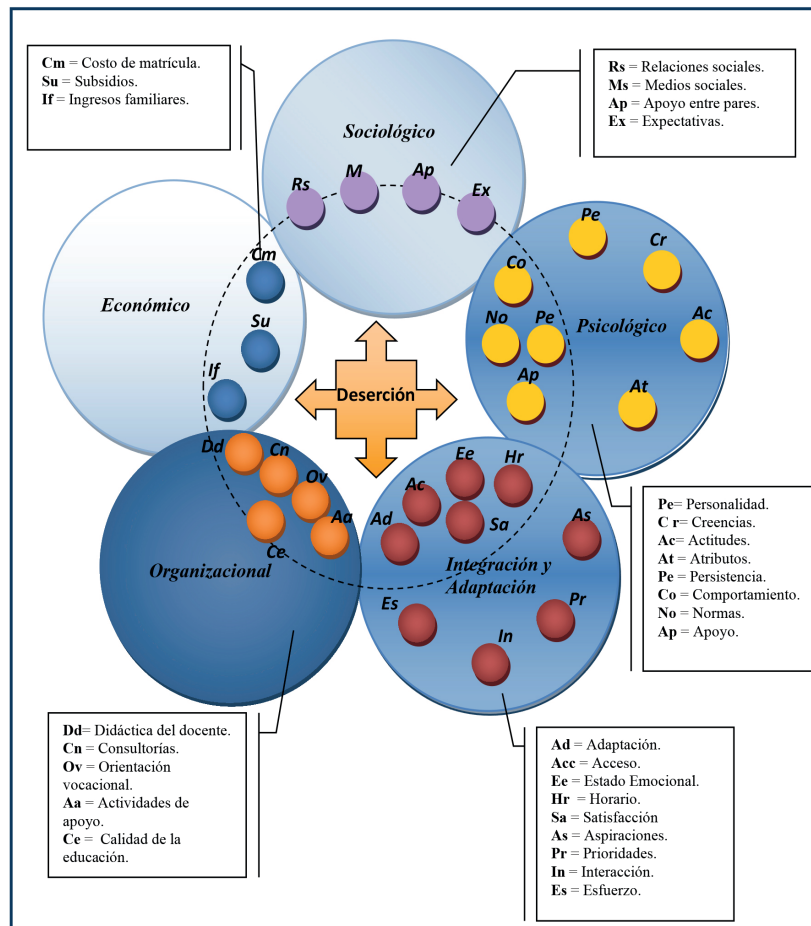 Cm = Costo de matrícula.
Su = Subsidios.
If = Ingresos familiares.
Rs = Relaciones sociales.
Ms = Medios sociales.
Ap = Apoyo entre pares.
Ex = Expectativas.
Sociológico
Rs
M
Ap
Ex
Económico
Cm
Su
If
Psicológico
Pe
Cr
Co
No
Pe
Ac
Ap
At
Deserción
Organizacional
Dd
Cn
Ov
Aa
Ce
Integración y
Adaptación
Ee
Hr
Ac
Ad
Sa
As
Es
Pr
In
Pe= Personalidad.
C r= Creencias.
Ac= Actitudes.
At = Atributos.
Pe = Persistencia.
Co = Comportamiento.
No = Normas.
Ap = Apoyo.
Dd= Didáctica del docente.
Cn = Consultorías.
Ov = Orientación
vocacional.
Aa = Actividades de
apoyo.
Ce = Calidad de la
educación.
Ad = Adaptación.
Acc = Acceso.
Ee = Estado Emocional.
Hr = Horario.
Sa = Satisfacción
As = Aspiraciones.
Pr = Prioridades.
In = Interacción.
Es = Esfuerzo.